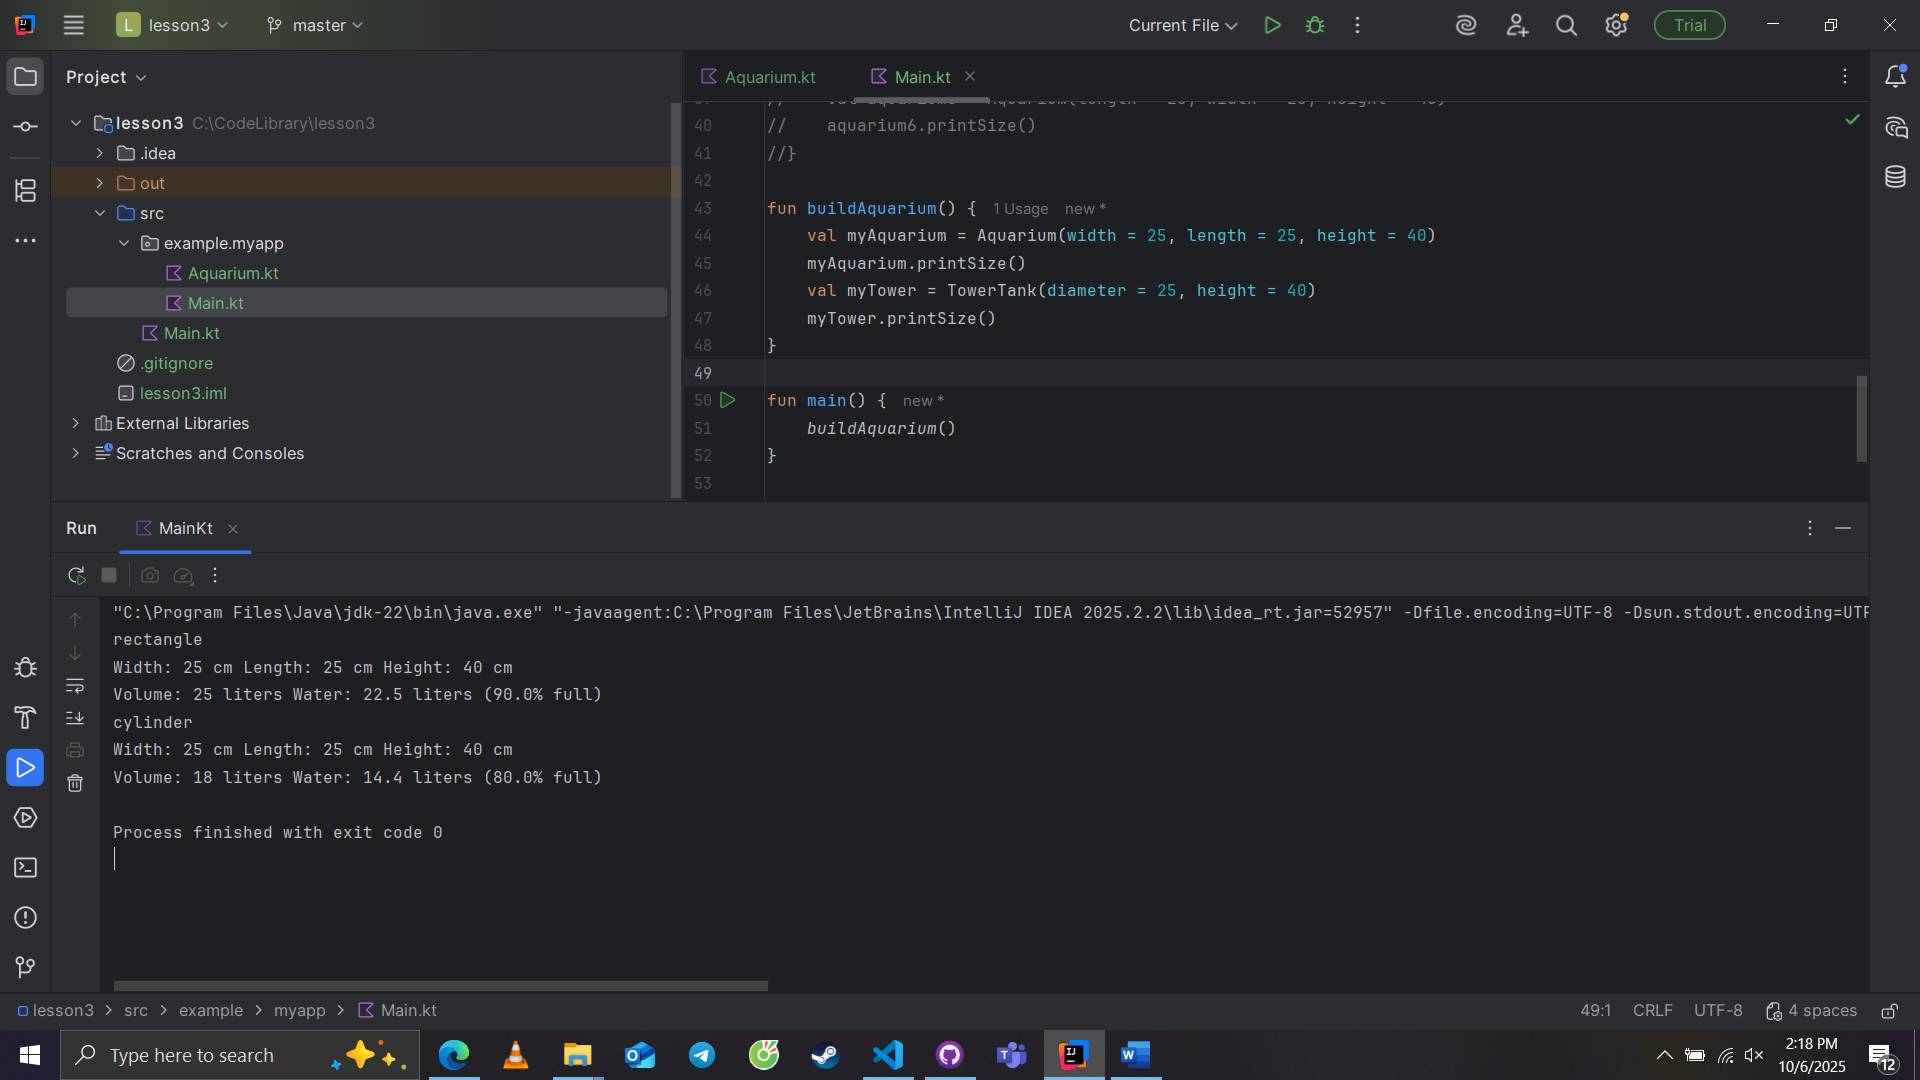 L lesson3 master Current File Trial
Project
Aquarium.kt Main.kt
lesson3 C:\CodeLibrary\lesson3
.idea
out
src
example.myapp
Aquarium.kt
Main.kt
Main.kt
.gitignore
lesson3.iml
External Libraries
Scratches and Consoles
40 //    aquarium6.printSize()
41 //}
42
43 fun buildAquarium() { 1 Usage new *
44     val myAquarium = Aquarium(width = 25, length = 25, height = 40)
45     myAquarium.printSize()
46     val myTower = TowerTank(diameter = 25, height = 40)
47     myTower.printSize()
48 }
49
50 fun main() { new *
51     buildAquarium()
52 }
53
Run MainKt
"C:\Program Files\Java\jdk-22\bin\java.exe" "-javaagent:C:\Program Files\JetBrains\IntelliJ IDEA 2025.2.2\lib\idea_rt.jar=52957" -Dfile.encoding=UTF-8 -Dsun.stdout.encoding=UTF
rectangle
Width: 25 cm Length: 25 cm Height: 40 cm
Volume: 25 liters Water: 22.5 liters (90.0% full)
cylinder
Width: 25 cm Length: 25 cm Height: 40 cm
Volume: 18 liters Water: 14.4 liters (80.0% full)
Process finished with exit code 0
lesson3 > src > example > myapp > Main.kt 49:1 CRLF UTF-8 4 spaces
Type here to search
2:18 PM
10/6/2025
12